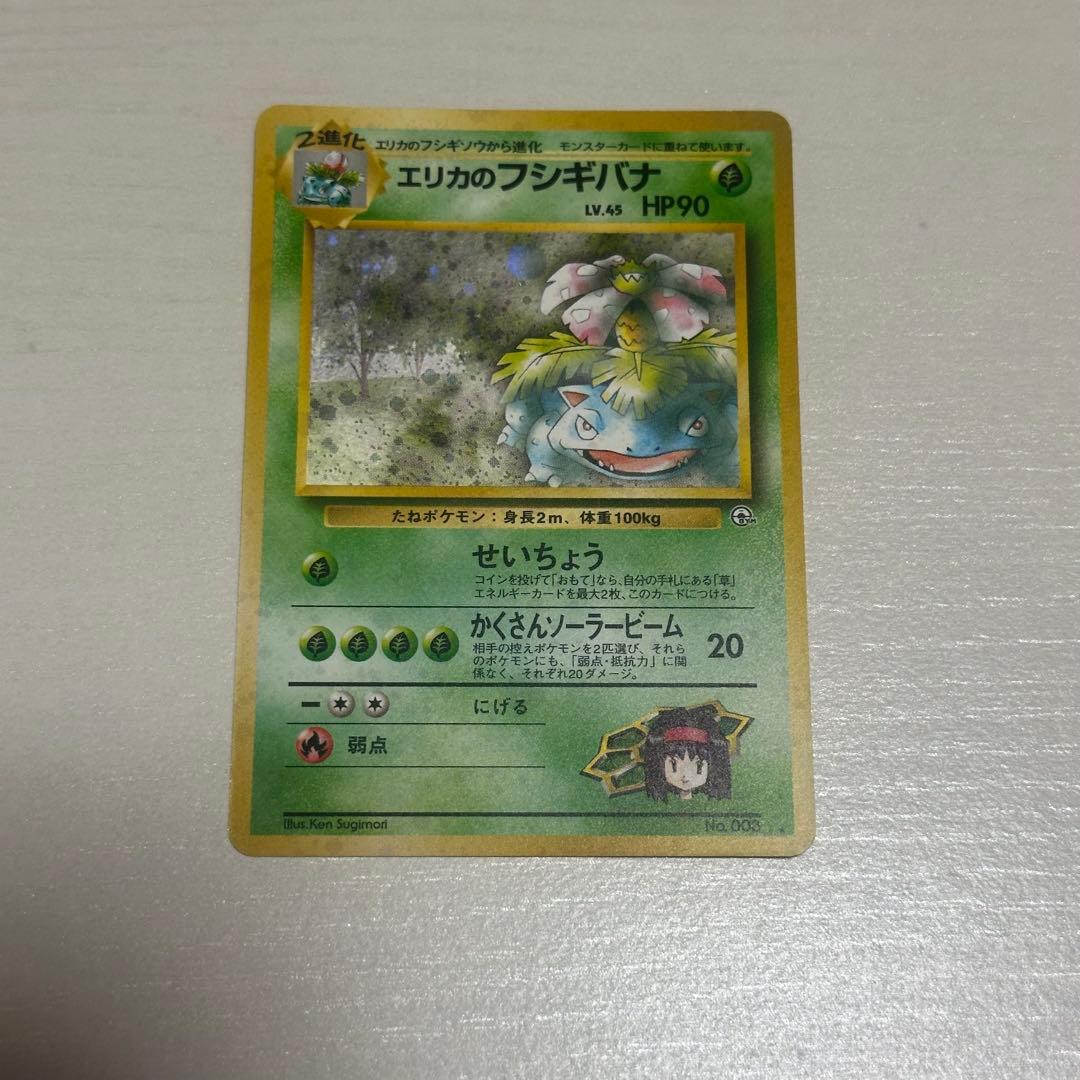 2進化 エリカのフシギソウから進化 モンスターカードに重ねて使います。
エリカのフシギバナ
LV.45 HP90
たねポケモン：身長2m、体重100kg
GYM
せいちょう
コインを投げて「おもて」なら、自分の手札にある「草」
エネルギーカードを最大2枚、このカードにつける。
かくさんソーラービーム 20
相手の控えポケモンを2匹選び、それら
のポケモンにも、「弱点・抵抗力」に関
係なく、それぞれ20ダメージ。
にげる
弱点
Illus.Ken Sugimori No.003